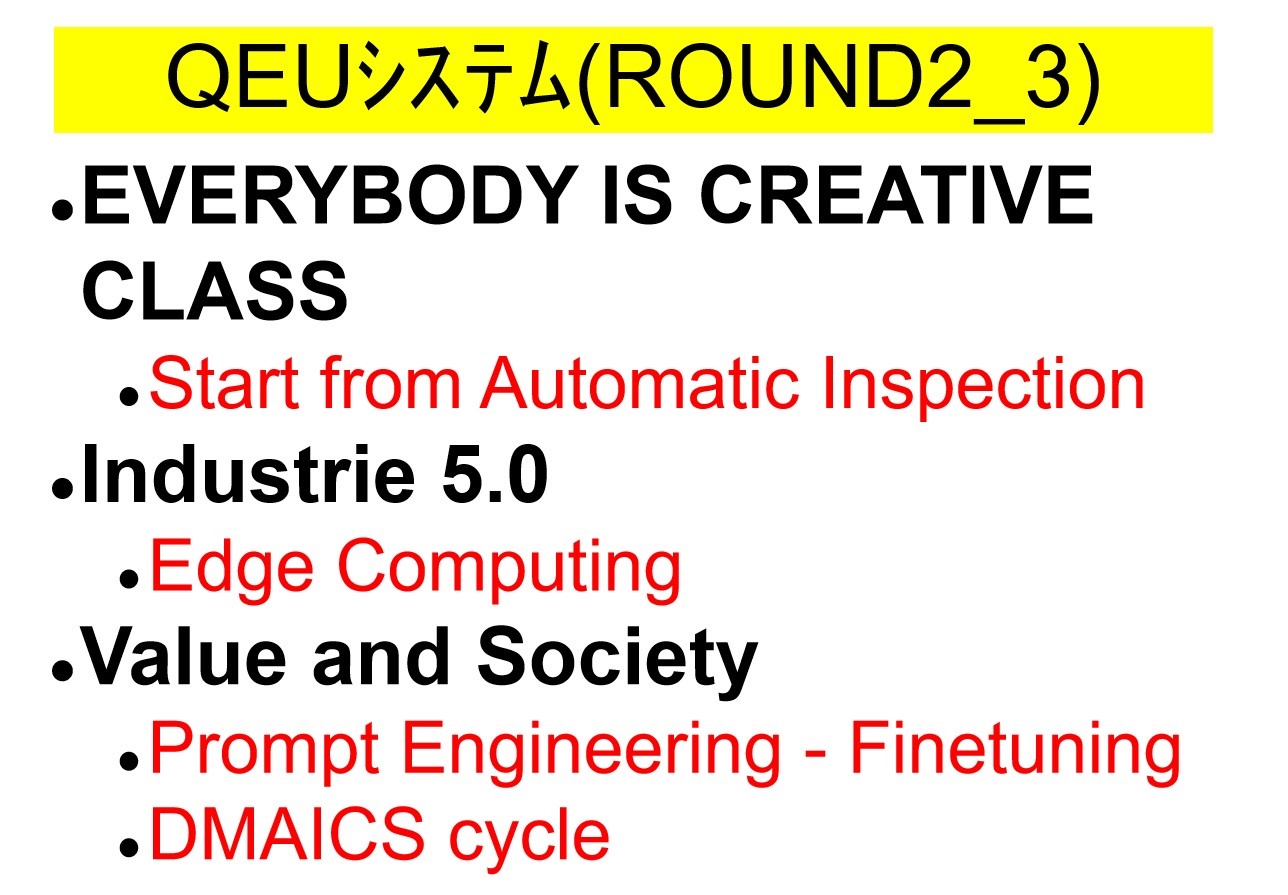 QEUシステム(ROUND2_3)
●EVERYBODY IS CREATIVE
CLASS
●Start from Automatic Inspection
●Industrie 5.0
●Edge Computing
●Value and Society
●Prompt Engineering - Finetuning
●DMAICS cycle